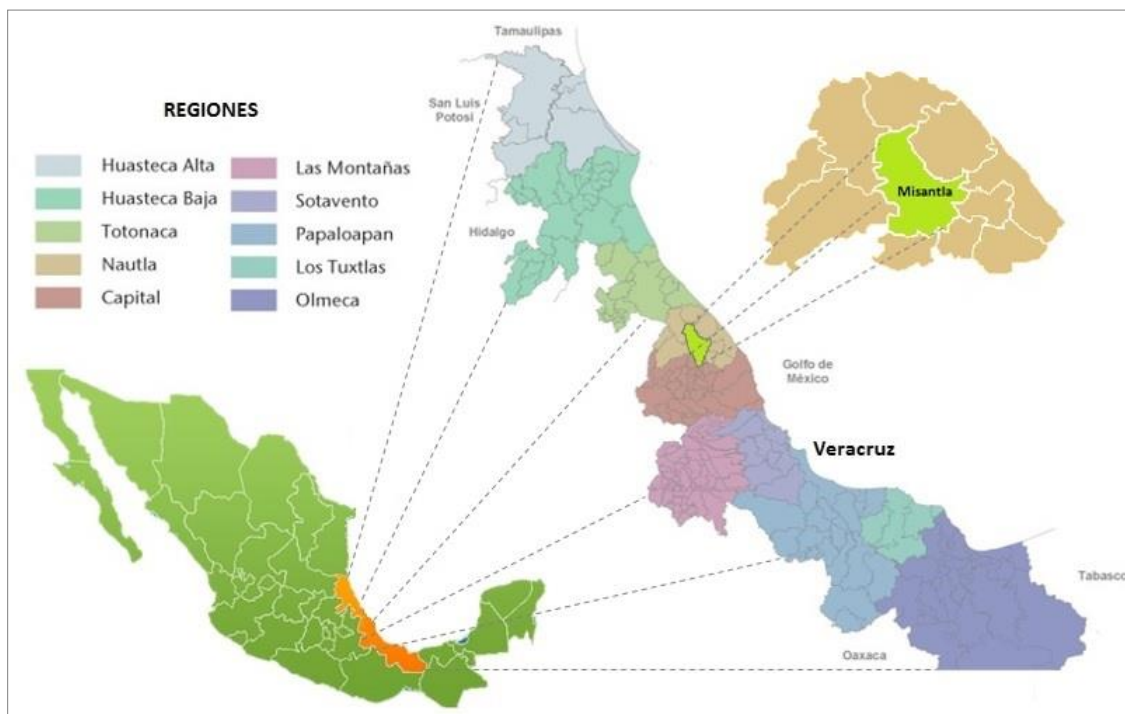 Tamaulipas
San Luis
Potosí
REGIONES
Huasteca Alta
Huasteca Baja
Totonaca
Nautla
Capital
Las Montañas
Sotavento
Papaloapan
Los Tuxtlas
Olmeca
Hidalgo
Misantla
Golfo de
México
Veracruz
Tabasco
Oaxaca